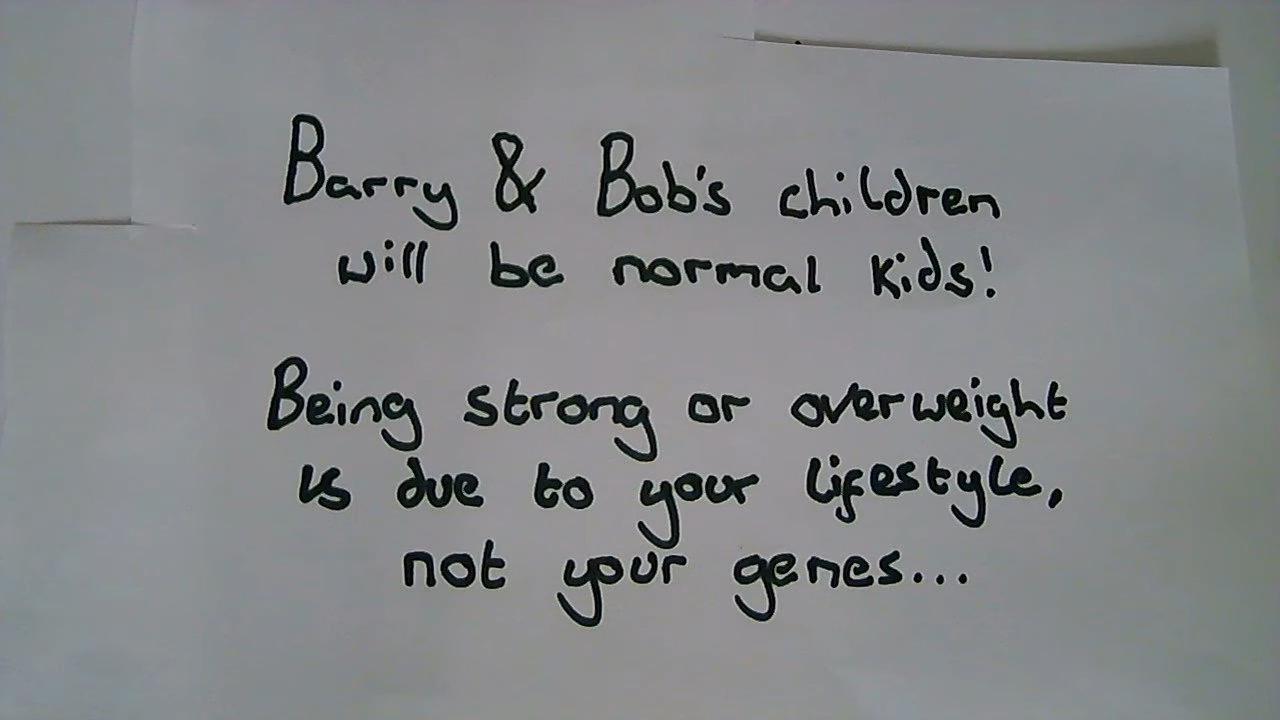 Barry & Bob's children
will be normal kids!
Being strong or overweight
is due to your lifestyle,
not your genes...